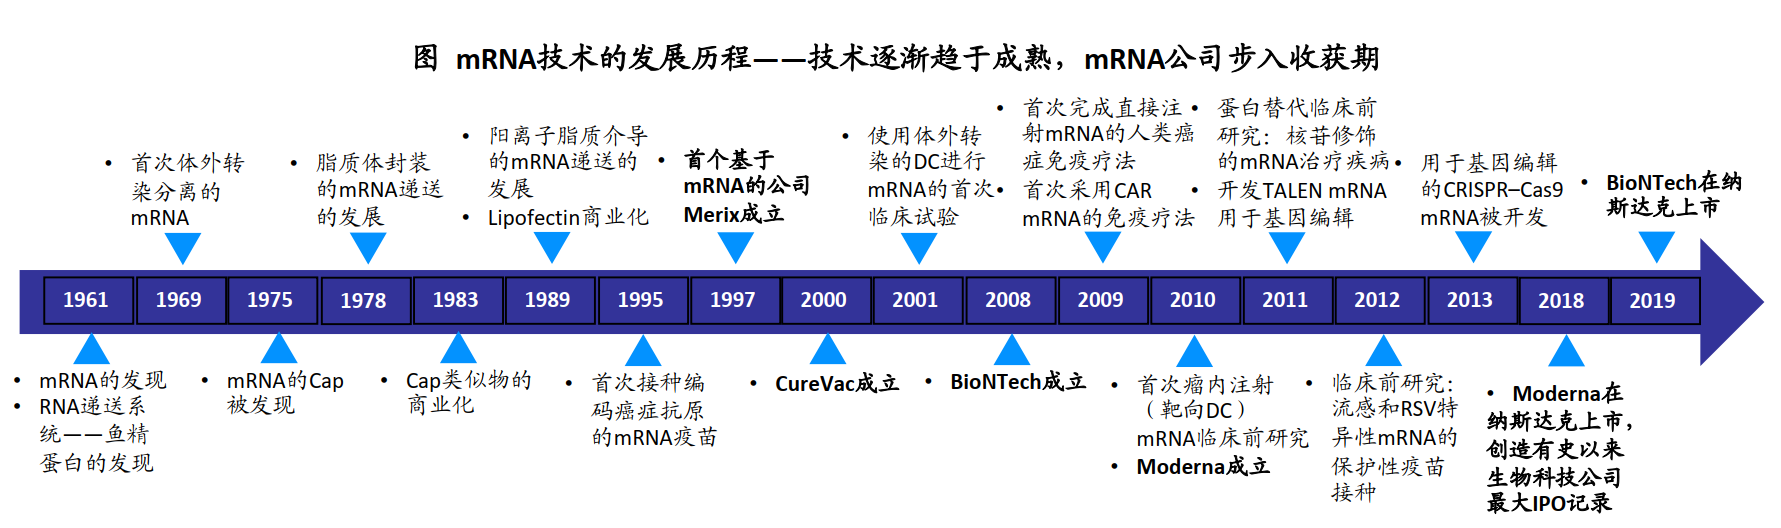 图 mRNA技术的发展历程——技术逐渐趋于成熟，mRNA公司步入收获期
• 首次体外转
染分离的
mRNA
• 脂质体封装
的mRNA递送
的发展
• 阳离子脂质介导
的mRNA递送的
发展
• Lipofectin商业化
• 首个基于
mRNA的公司
Merix成立
• 使用体外转
染的DC进行
mRNA的首次
临床试验
• 首次完成直接注
射mRNA的人类癌
症免疫疗法
• 首次采用CAR
mRNA的免疫疗法
• 蛋白替代临床前
研究：核苷修饰
的mRNA治疗疾病
• 开发TALEN mRNA
用于基因编辑
• 用于基因编辑
的CRISPR–Cas9
mRNA被开发
• BioNTech在纳
斯达克上市
1961 1969 1975 1978 1983 1989 1995 1997 2000 2001 2008 2009 2010 2011 2012 2013 2018 2019
• mRNA的发现
• RNA递送系
统——鱼精
蛋白的发现
• mRNA的Cap
被发现
• Cap类似物的
商业化
• 首次接种编
码癌症抗原
的mRNA疫苗
• CureVac成立
• BioNTech成立
• 首次瘤内注射
（靶向DC）
mRNA临床前研究
• Moderna成立
• 临床前研究：
流感和RSV特
异性mRNA的
保护性疫苗
接种
• Moderna在
纳斯达克上市，
创造有史以来
生物科技公司
最大IPO记录